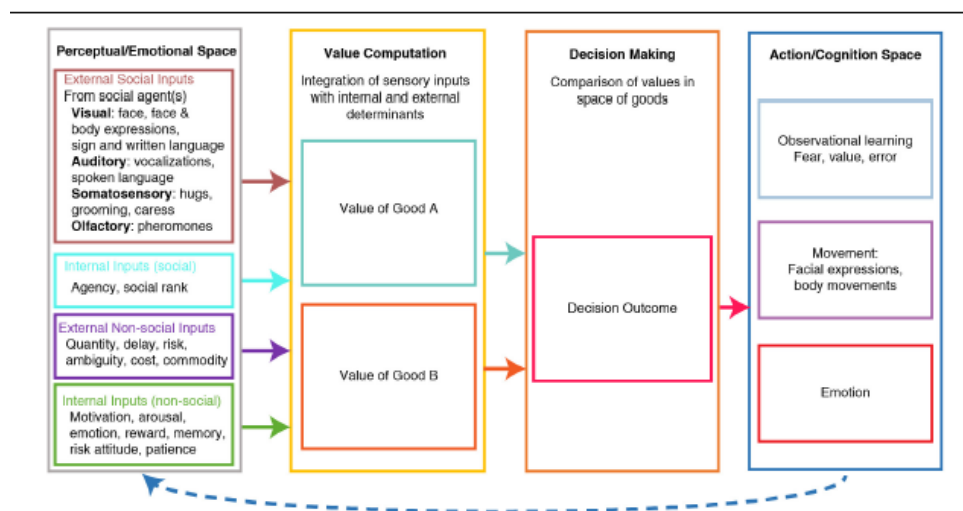 Perceptual/Emotional Space
External Social Inputs
From social agent(s)
Visual: face, face &
body expressions,
sign and written language
Auditory: vocalizations,
spoken language
Somatosensory: hugs,
grooming, caress
Olfactory: pheromones
Internal Inputs (social)
Agency, social rank
External Non-social Inputs
Quantity, delay, risk,
ambiguity, cost, commodity
Internal Inputs (non-social)
Motivation, arousal,
emotion, reward, memory,
risk attitude, patience
Value Computation
Integration of sensory inputs
with internal and external
determinants
Value of Good A
Value of Good B
Decision Making
Comparison of values in
space of goods
Decision Outcome
Action/Cognition Space
Observational learning
Fear, value, error
Movement:
Facial expressions,
body movements
Emotion